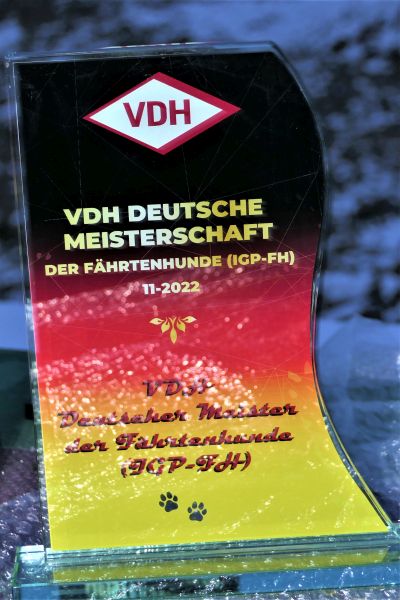 VDH
VDH DEUTSCHE
MEISTERSCHAFT
DER FÄHRTENHUNDE (IGP-FH)
11-2022
VDH
Deutscher Meister
der Fährtenhunde
(IGP-FH)